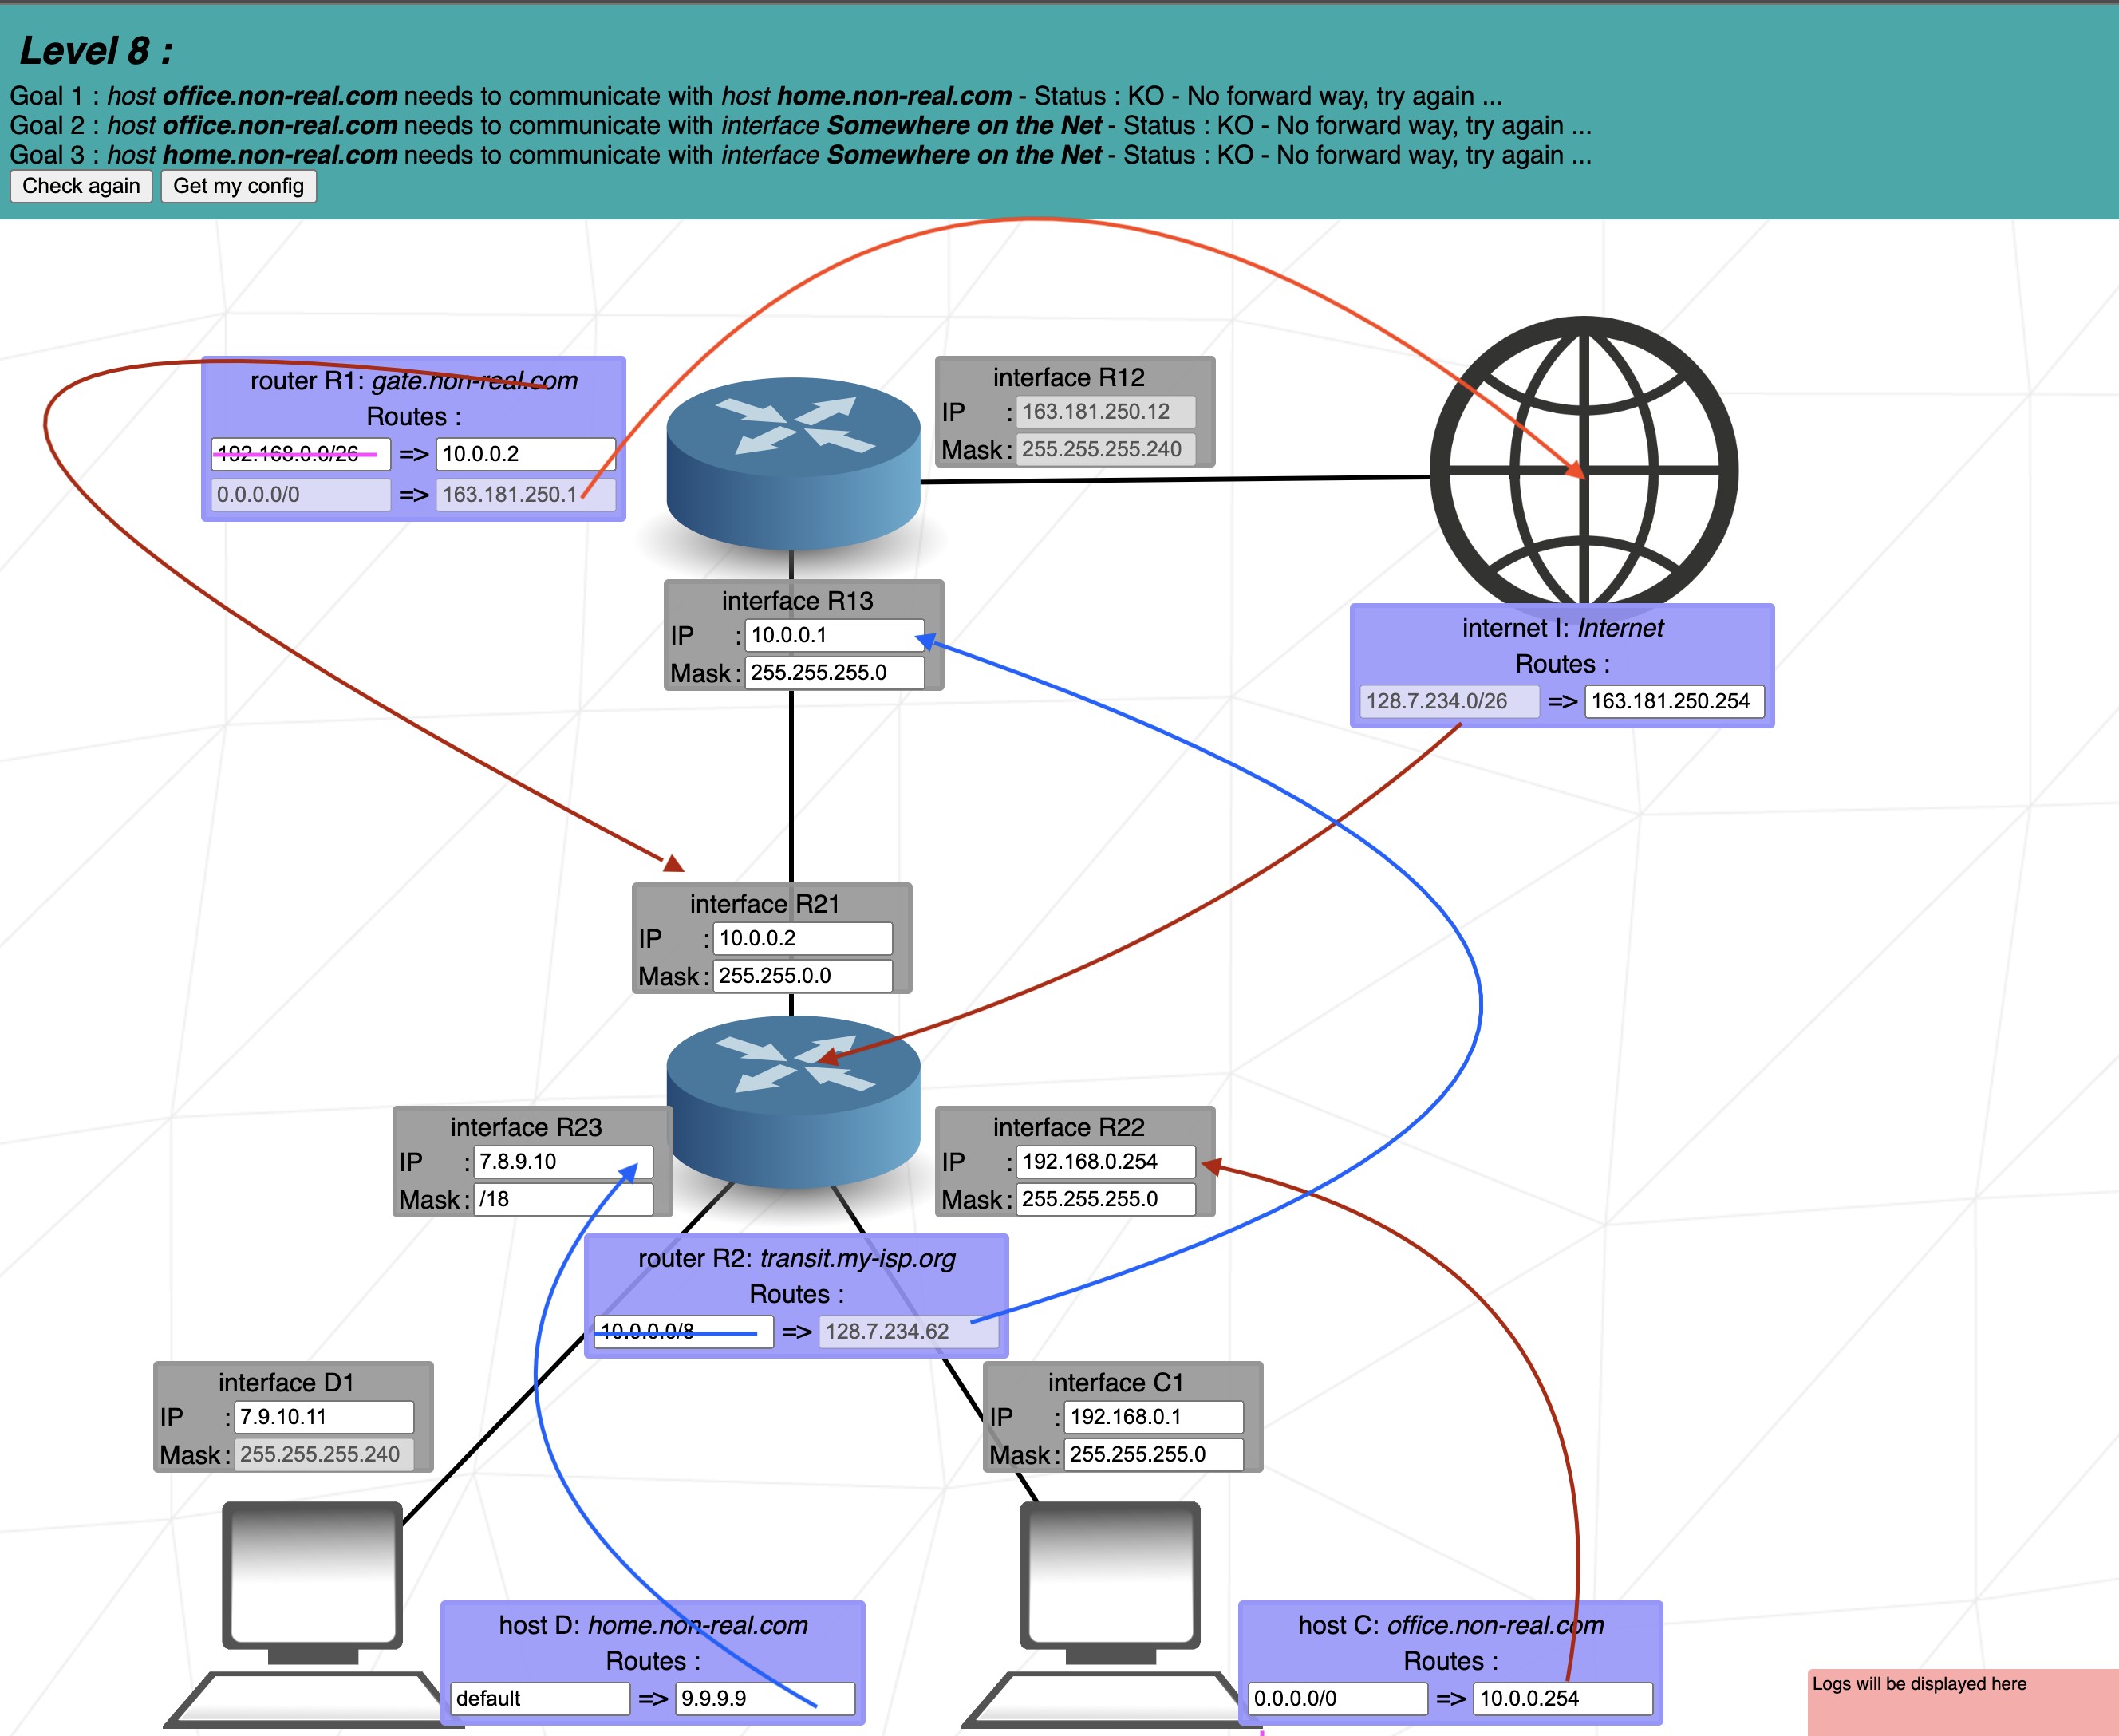 Level 8 :
Goal 1 : host office.non-real.com needs to communicate with host home.non-real.com - Status : KO - No forward way, try again ...
Goal 2 : host office.non-real.com needs to communicate with interface Somewhere on the Net - Status : KO - No forward way, try again ...
Goal 3 : host home.non-real.com needs to communicate with interface Somewhere on the Net - Status : KO - No forward way, try again ...
Check again Get my config
router R1: gate.non-real.com
Routes :
192.168.0.0/26 => 10.0.0.2
0.0.0.0/0 => 163.181.250.1
interface R12
IP : 163.181.250.12
Mask : 255.255.255.240
interface R13
IP : 10.0.0.1
Mask : 255.255.255.0
internet I: Internet
Routes :
128.7.234.0/26 => 163.181.250.254
interface R21
IP : 10.0.0.2
Mask : 255.255.0.0
interface R23
IP : 7.8.9.10
Mask : /18
interface R22
IP : 192.168.0.254
Mask : 255.255.255.0
router R2: transit.my-isp.org
Routes :
10.0.0.0/8 => 128.7.234.62
interface D1
IP : 7.9.10.11
Mask : 255.255.255.240
interface C1
IP : 192.168.0.1
Mask : 255.255.255.0
host D: home.non-real.com
Routes :
default => 9.9.9.9
host C: office.non-real.com
Routes :
0.0.0.0/0 => 10.0.0.254
Logs will be displayed here